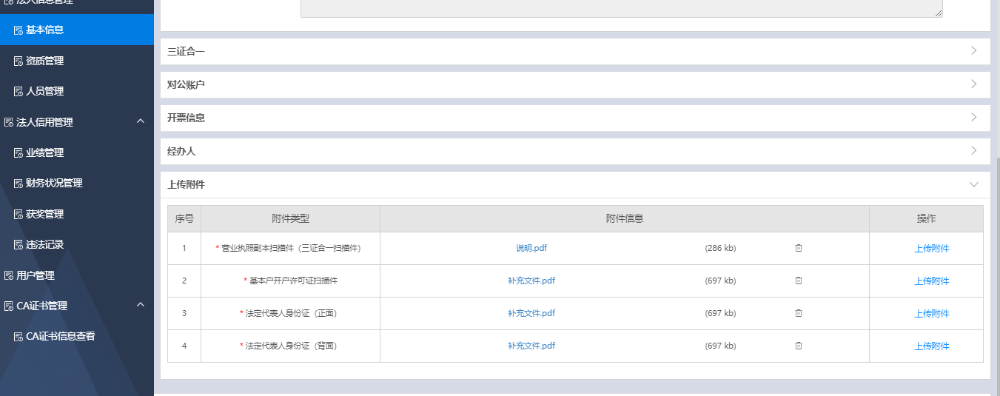 法人信息管理
基本信息
资质管理
人员管理
法人信用管理
业绩管理
财务状况管理
获奖管理
违法记录
用户管理
CA证书管理
CA证书信息查看
三证合一
对公账户
开票信息
经办人
上传附件
序号 附件类型 附件信息 操作
1 * 营业执照副本扫描件（三证合一扫描件） 说明.pdf (286 kb) 上传附件
2 * 基本户开户许可证扫描件 补充文件.pdf (697 kb) 上传附件
3 * 法定代表人身份证（正面） 补充文件.pdf (697 kb) 上传附件
4 * 法定代表人身份证（背面） 补充文件.pdf (697 kb) 上传附件